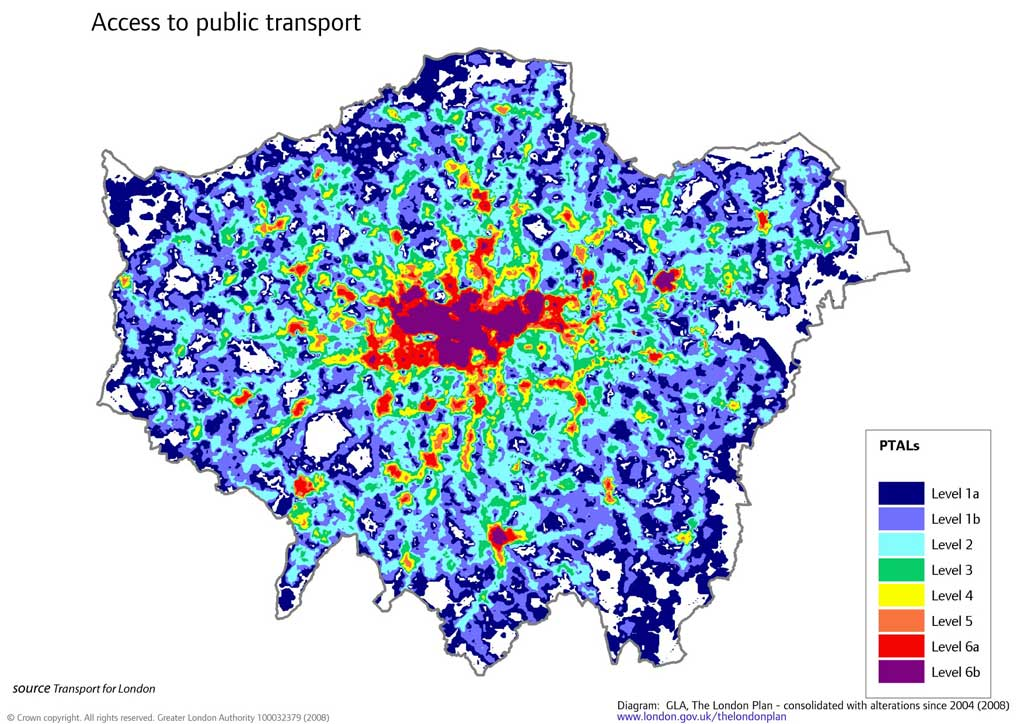 Access to public transport
PTALs
Level 1a
Level 1b
Level 2
Level 3
Level 4
Level 5
Level 6a
Level 6b
source Transport for London
Diagram: GLA, The London Plan - consolidated with alterations since 2004 (2008)
© Crown copyright. All rights reserved. Greater London Authority 100032379 (2008)
www.london.gov.uk/thelondonplan